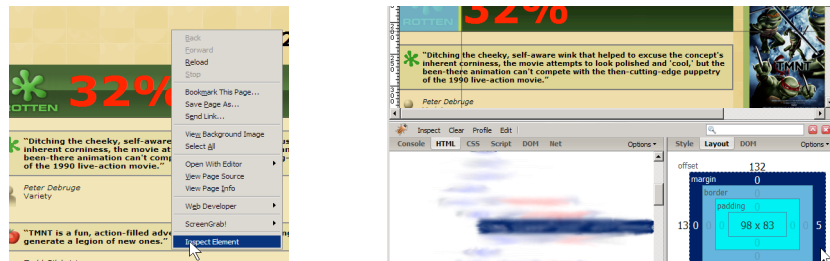 32%
ROTTEN
"Ditching the cheeky, self-aware
inherent corniness, the movie at
been-there animation can't comp
of the 1990 live-action movie."
Peter Debruge
Variety
"TMNT is a fun, action-filled adv
generate a legion of new ones."
Back
Forward
Reload
Stop
Bookmark This Page...
Save Page As...
Send Link...
View Background Image
Select All
Open With Editor
View Page Source
View Page Info
Web Developer
ScreenGrab!
Inspect Element
32%
ROTTEN
"Ditching the cheeky, self-aware wink that helped to excuse the concept's
inherent corniness, the movie attempts to look polished and 'cool,' but the
been-there animation can't compete with the then-cutting-edge puppetry
of the 1990 live-action movie."
Peter Debruge
TMNT
Inspect Clear Profile Edit
Console HTML CSS Script DOM Net Options
Style Layout DOM Options
offset 132
margin 0
border 0
padding 0
13 0 0 0 98 x 83 0 0 0 5
0
0